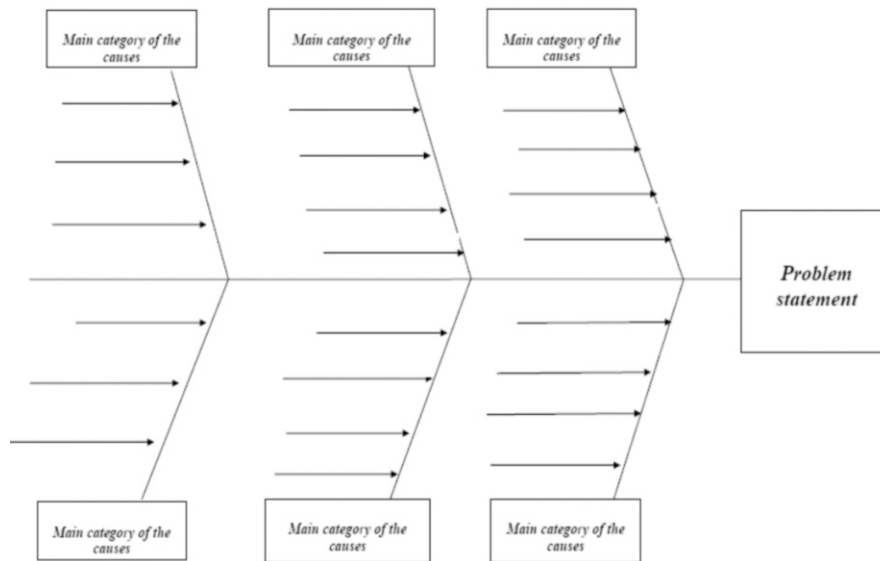 Main category of the
causes
Main category of the
causes
Main category of the
causes
Problem
statement
Main category of the
causes
Main category of the
causes
Main category of the
causes